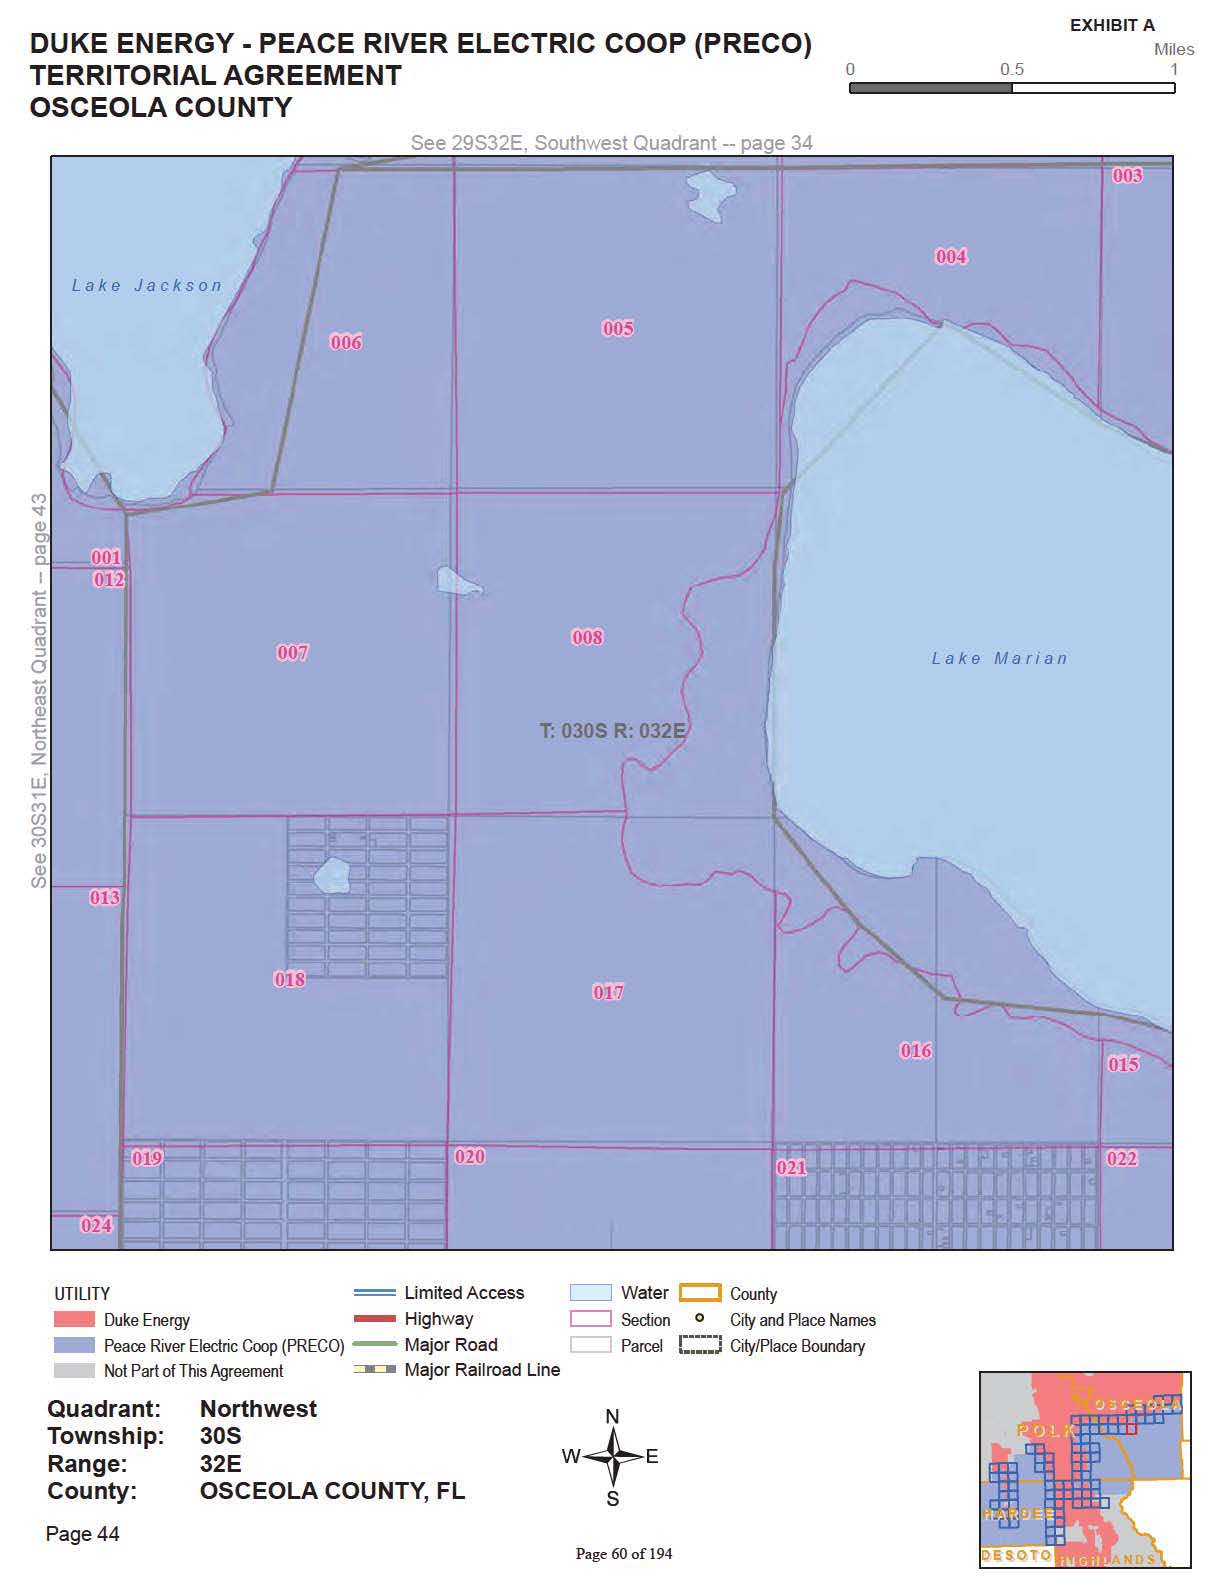 EXHIBIT A
DUKE ENERGY - PEACE RIVER ELECTRIC COOP (PRECO)
TERRITORIAL AGREEMENT
OSCEOLA COUNTY
Miles
0 0.5 1
See 29S32E, Southwest Quadrant -- page 34
003
004
Lake Jackson
005
006
See 30S31E, Northeast Quadrant -- page 43
001
012
007
008
Lake Marian
T: 030S R: 032E
013
018
017
016
015
019
020
021
022
024
UTILITY
Duke Energy
Peace River Electric Coop (PRECO)
Not Part of This Agreement
Limited Access
Highway
Major Road
Major Railroad Line
Water
Section
Parcel
County
City and Place Names
City/Place Boundary
Quadrant: Northwest
Township: 30S
Range: 32E
County: OSCEOLA COUNTY, FL
Page 44
N
W E
S
Page 60 of 194
OSCEOLA
POLK
HARDEE
DESOTO
HIGHLANDS